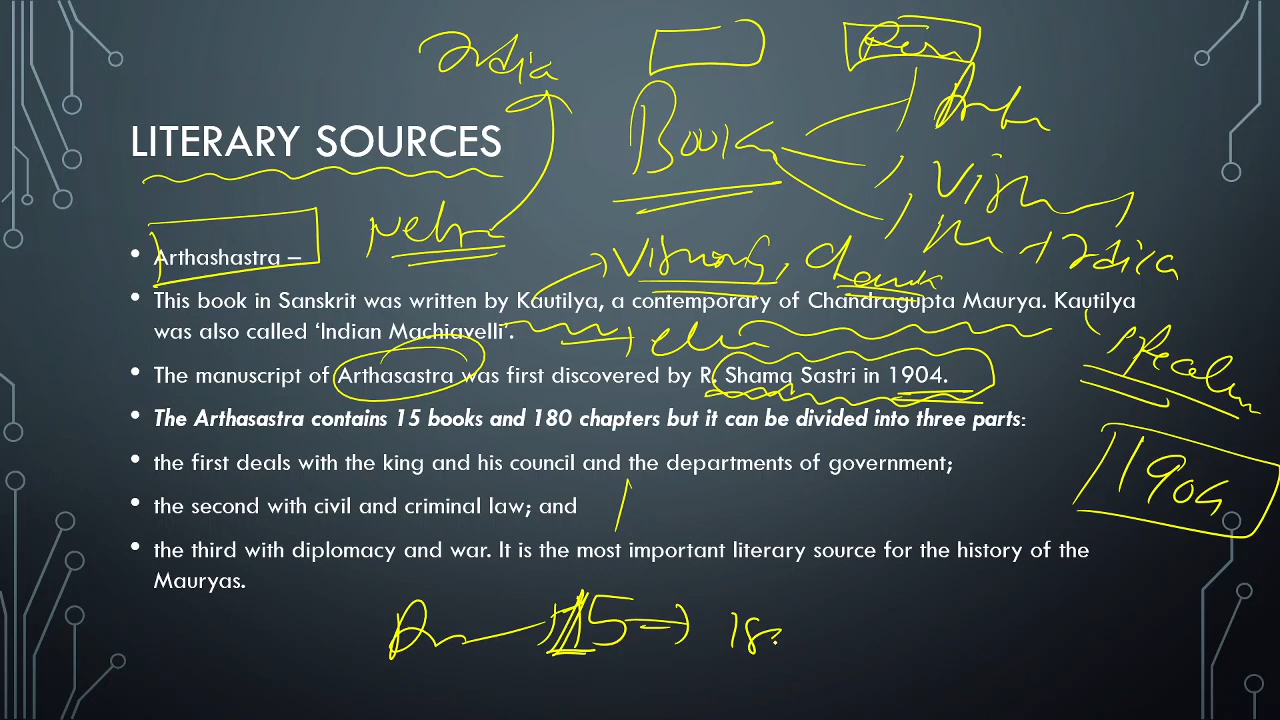 India
Book
LITERARY SOURCES
Nehru
• Arthashastra –
• This book in Sanskrit was written by Kautilya, a contemporary of Chandragupta Maurya. Kautilya
was also called ‘Indian Machiavelli’.
• The manuscript of Arthasastra was first discovered by R. Shama Sastri in 1904.
• The Arthasastra contains 15 books and 180 chapters but it can be divided into three parts:
• the first deals with the king and his council and the departments of government;
1904
• the second with civil and criminal law; and
• the third with diplomacy and war. It is the most important literary source for the history of the
Mauryas.
15 → 18